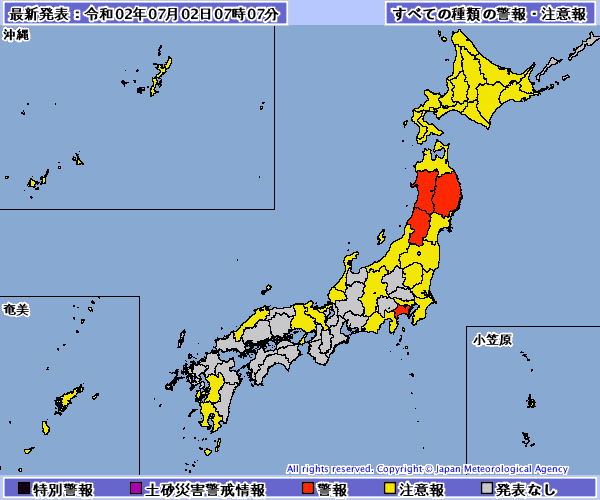 最新発表：令和02年07月02日07時07分
すべての種類の警報・注意報
沖縄
奄美
小笠原
All rights reserved. Copyright © Japan Meteorological Agency
特別警報 土砂災害警戒情報 警報 注意報 発表なし